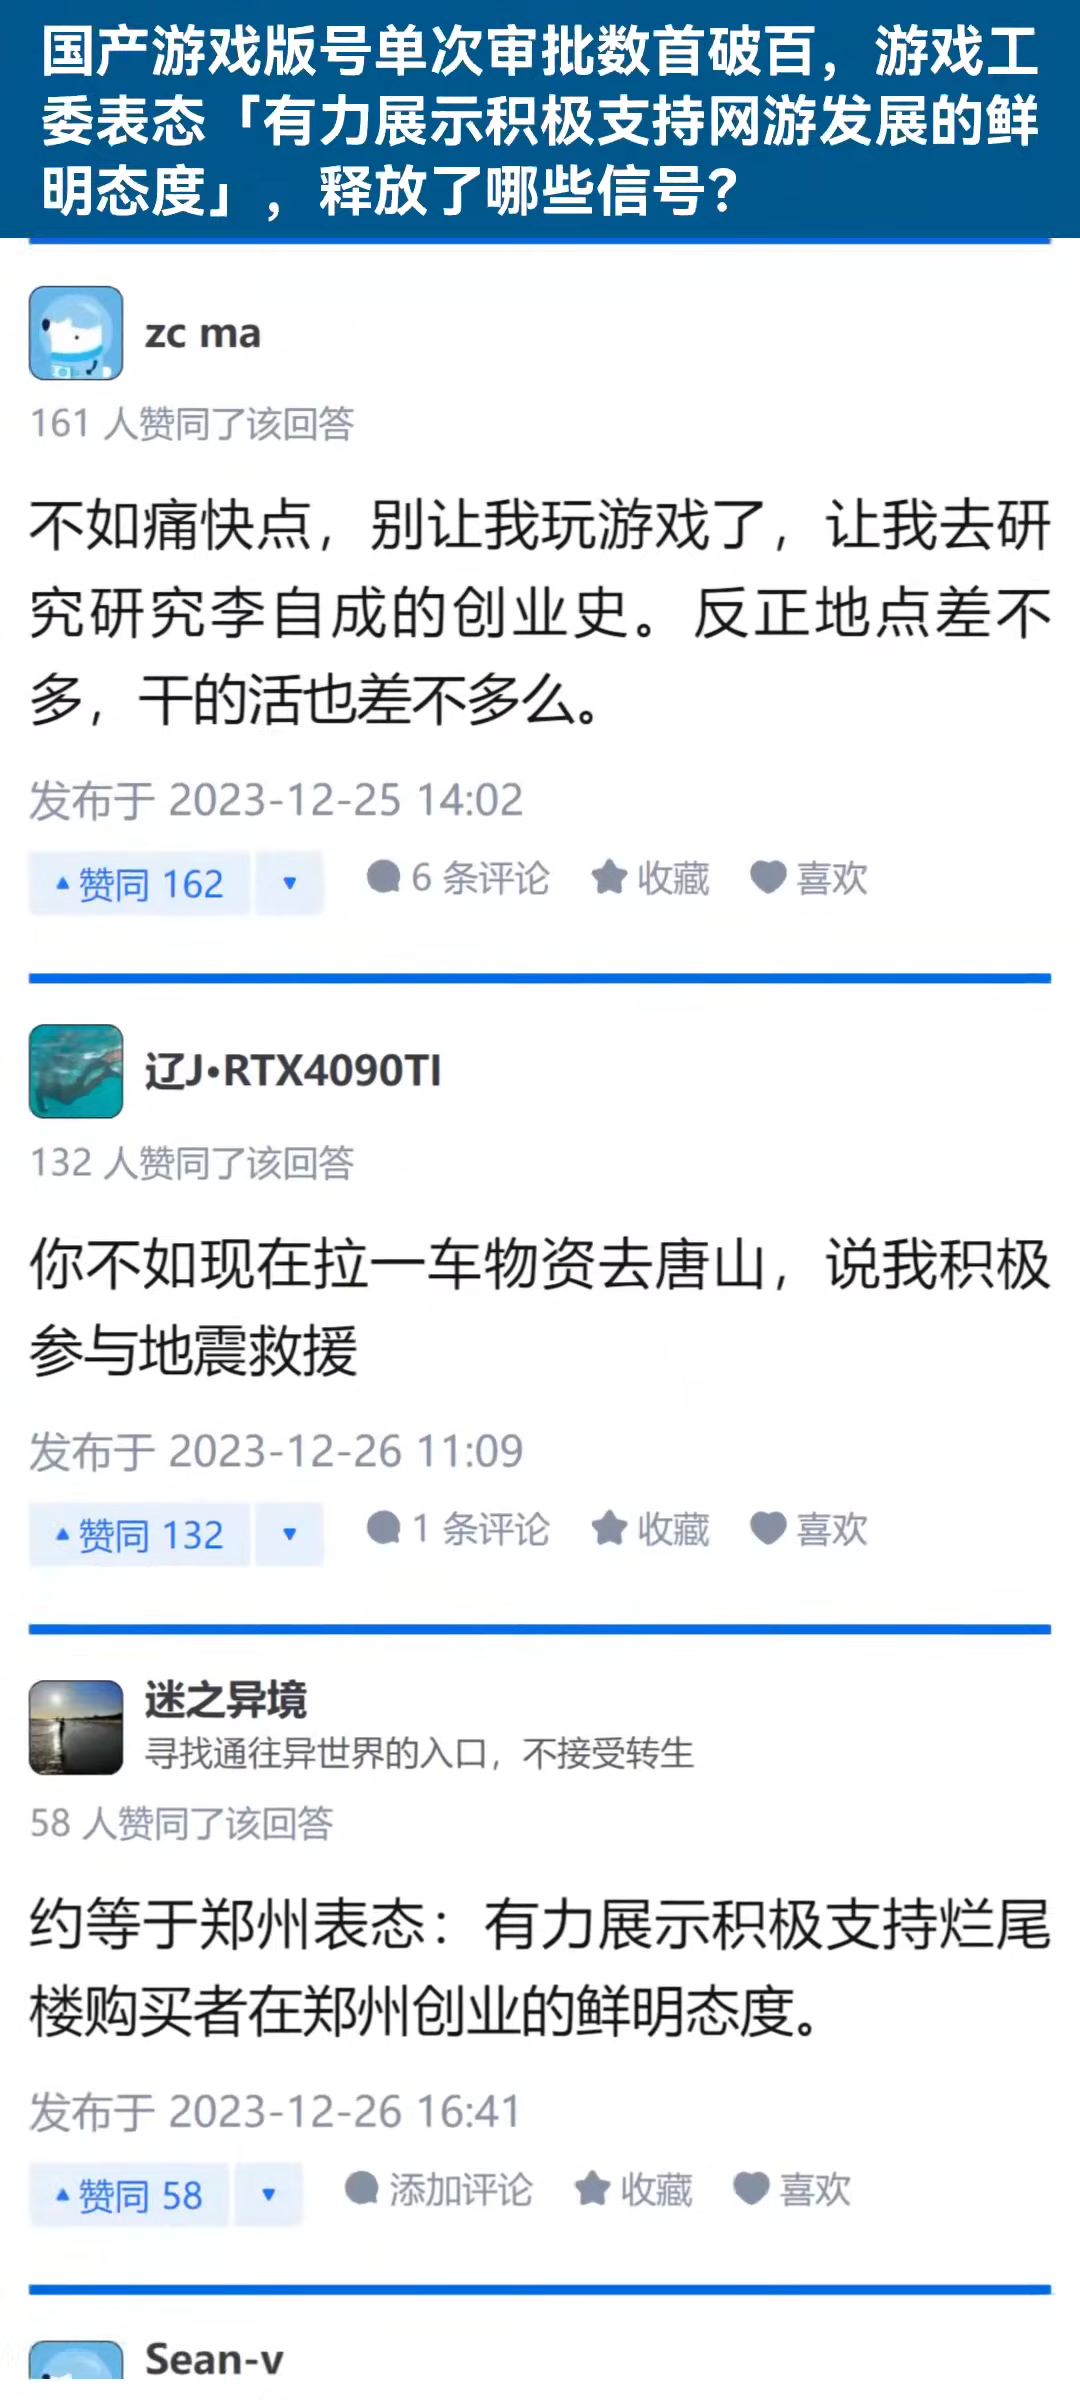 国产游戏版号单次审批数首破百，游戏工
委表态「有力展示积极支持网游发展的鲜
明态度」，释放了哪些信号？
zc ma
161 人赞同了该回答
不如痛快点，别让我玩游戏了，让我去研
究研究李自成的创业史。反正地点差不
多，干的活也差不多么。
发布于 2023-12-25 14:02
赞同 162
6 条评论
收藏
喜欢
辽J·RTX4090TI
132 人赞同了该回答
你不如现在拉一车物资去唐山，说我积极
参与地震救援
发布于 2023-12-26 11:09
赞同 132
1 条评论
收藏
喜欢
迷之异境
寻找通往异世界的入口，不接受转生
58 人赞同了该回答
约等于郑州表态：有力展示积极支持烂尾
楼购买者在郑州创业的鲜明态度。
发布于 2023-12-26 16:41
赞同 58
添加评论
收藏
喜欢
Sean-v